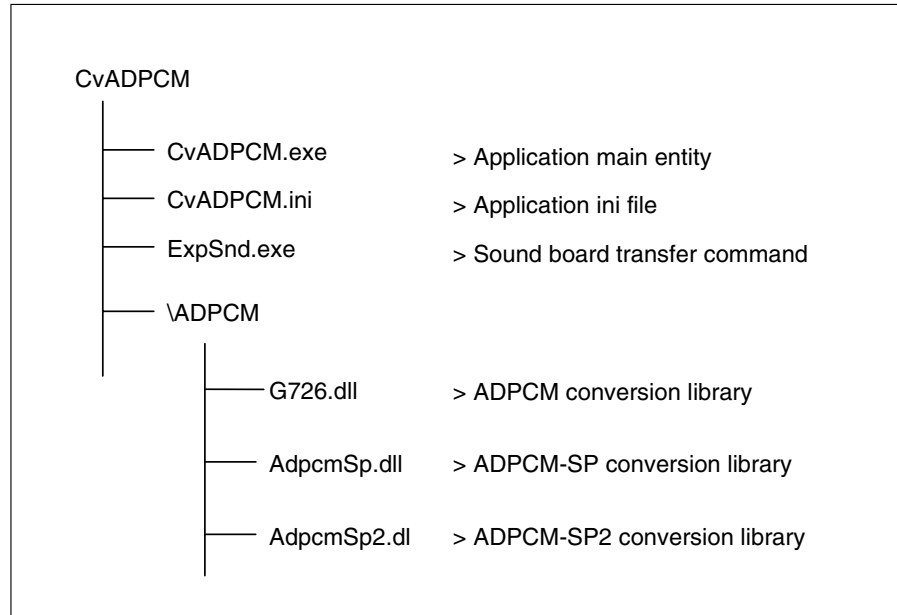 CvADPCM
CvADPCM.exe > Application main entity
CvADPCM.ini > Application ini file
ExpSnd.exe > Sound board transfer command
\ADPCM
G726.dll > ADPCM conversion library
AdpcmSp.dll > ADPCM-SP conversion library
AdpcmSp2.dl > ADPCM-SP2 conversion library